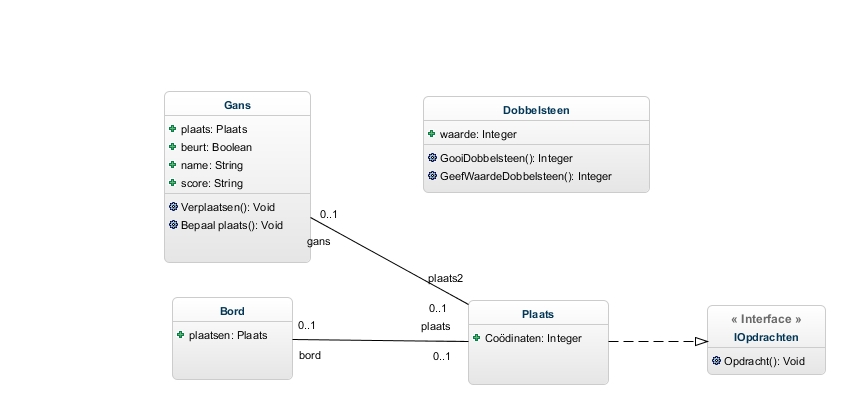 Gans
plaats: Plaats
beurt: Boolean
name: String
score: String
Verplaatsen(): Void
Bepaal plaats(): Void
Dobbelsteen
waarde: Integer
GooiDobbelsteen(): Integer
GeefWaardeDobbelsteen(): Integer
0..1
gans
plaats2
0..1
Bord
plaatsen: Plaats
0..1
bord
plaats
0..1
Plaats
Coödinaten: Integer
« Interface »
IOpdrachten
Opdracht(): Void